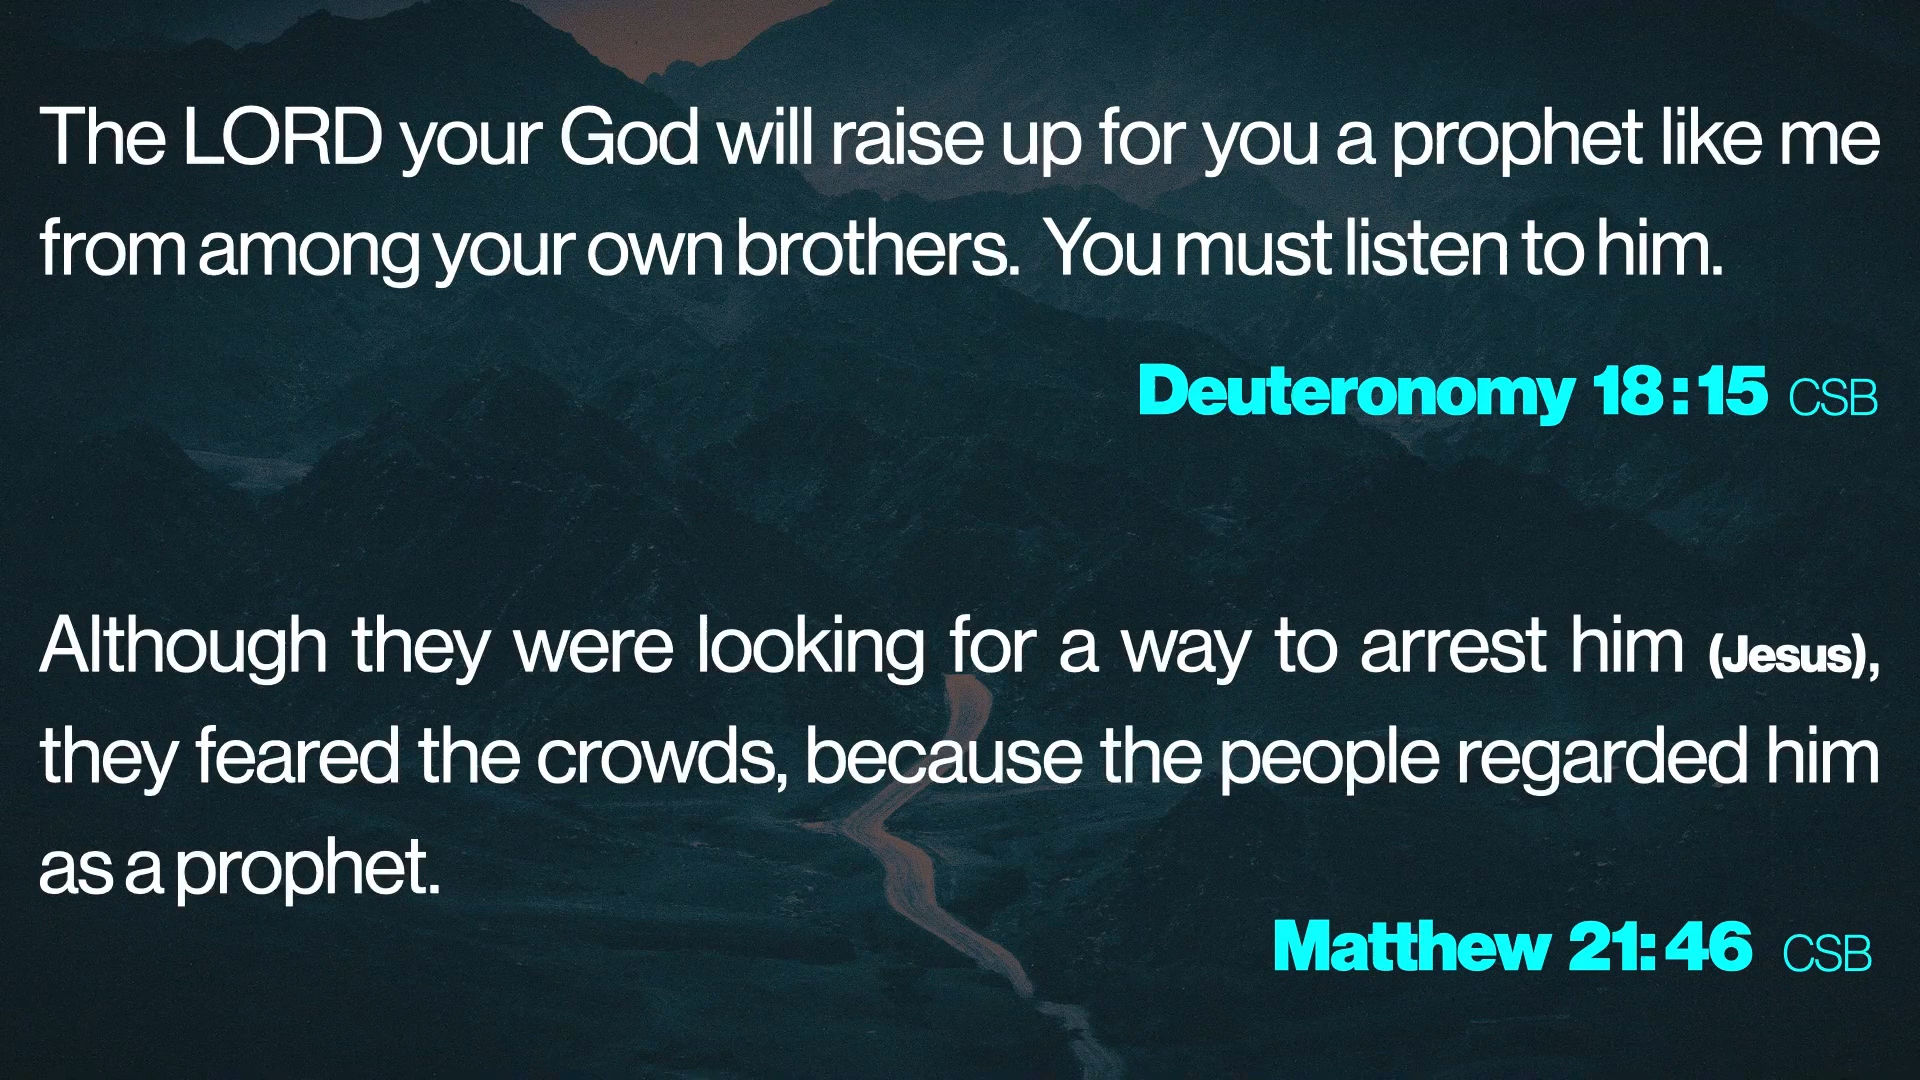 The LORD your God will raise up for you a prophet like me
from among your own brothers. You must listen to him.
Deuteronomy 18:15 CSB
Although they were looking for a way to arrest him (Jesus),
they feared the crowds, because the people regarded him
as a prophet.
Matthew 21:46 CSB